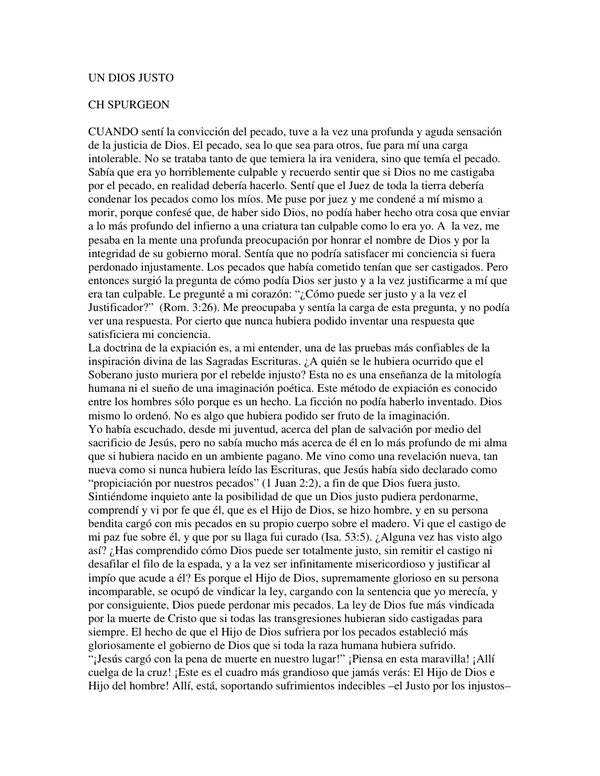 UN DIOS JUSTO
CH SPURGEON
CUANDO sentí la convicción del pecado, tuve a la vez una profunda y aguda sensación
de la justicia de Dios. El pecado, sea lo que sea para otros, fue para mí una carga
intolerable. No se trataba tanto de que temiera la ira venidera, sino que temía el pecado.
Sabía que era yo horriblemente culpable y recuerdo sentir que si Dios no me castigaba
por el pecado, en realidad debería hacerlo. Sentí que el Juez de toda la tierra debería
condenar los pecados como los míos. Me puse por juez y me condené a mí mismo a
morir, porque confesé que, de haber sido Dios, no podía haber hecho otra cosa que enviar
a lo más profundo del infierno a una criatura tan culpable como lo era yo. A  la vez, me
pesaba en la mente una profunda preocupación por honrar el nombre de Dios y por la
integridad de su gobierno moral. Sentía que no podría satisfacer mi conciencia si fuera
perdonado injustamente. Los pecados que había cometido tenían que ser castigados. Pero
entonces surgió la pregunta de cómo podía Dios ser justo y a la vez justificarme a mí que
era tan culpable. Le pregunté a mi corazón: “¿Cómo puede ser justo y a la vez el
Justificador?”  (Rom. 3:26). Me preocupaba y sentía la carga de esta pregunta, y no podía
ver una respuesta. Por cierto que nunca hubiera podido inventar una respuesta que
satisficiera mi conciencia.
La doctrina de la expiación es, a mi entender, una de las pruebas más confiables de la
inspiración divina de las Sagradas Escrituras. ¿A quién se le hubiera ocurrido que el
Soberano justo muriera por el rebelde injusto? Esta no es una enseñanza de la mitología
humana ni el sueño de una imaginación poética. Este método de expiación es conocido
entre los hombres sólo porque es un hecho. La ficción no podía haberlo inventado. Dios
mismo lo ordenó. No es algo que hubiera podido ser fruto de la imaginación.
Yo había escuchado, desde mi juventud, acerca del plan de salvación por medio del
sacrificio de Jesús, pero no sabía mucho más acerca de él en lo más profundo de mi alma
que si hubiera nacido en un ambiente pagano. Me vino como una revelación nueva, tan
nueva como si nunca hubiera leído las Escrituras, que Jesús había sido declarado como
“propiciación por nuestros pecados” (1 Juan 2:2), a fin de que Dios fuera justo.
Sintiéndome inquieto ante la posibilidad de que un Dios justo pudiera perdonarme,
comprendí y vi por fe que él, que es el Hijo de Dios, se hizo hombre, y en su persona
bendita cargó con mis pecados en su propio cuerpo sobre el madero. Vi que el castigo de
mi paz fue sobre él, y que por su llaga fui curado (Isa. 53:5). ¿Alguna vez has visto algo
así? ¿Has comprendido cómo Dios puede ser totalmente justo, sin remitir el castigo ni
desafilar el filo de la espada, y a la vez ser infinitamente misericordioso y justificar al
impío que acude a él? Es porque el Hijo de Dios, supremamente glorioso en su persona
incomparable, se ocupó de vindicar la ley, cargando con la sentencia que yo merecía, y
por consiguiente, Dios puede perdonar mis pecados. La ley de Dios fue más vindicada
por la muerte de Cristo que si todas las transgresiones hubieran sido castigadas para
siempre. El hecho de que el Hijo de Dios sufriera por los pecados estableció más
gloriosamente el gobierno de Dios que si toda la raza humana hubiera sufrido.
“¡Jesús cargó con la pena de muerte en nuestro lugar!” ¡Piensa en esta maravilla! ¡Allí
cuelga de la cruz! ¡Este es el cuadro más grandioso que jamás verás: El Hijo de Dios e
Hijo del hombre! Allí, está, soportando sufrimientos indecibles –el Justo por los injustos–